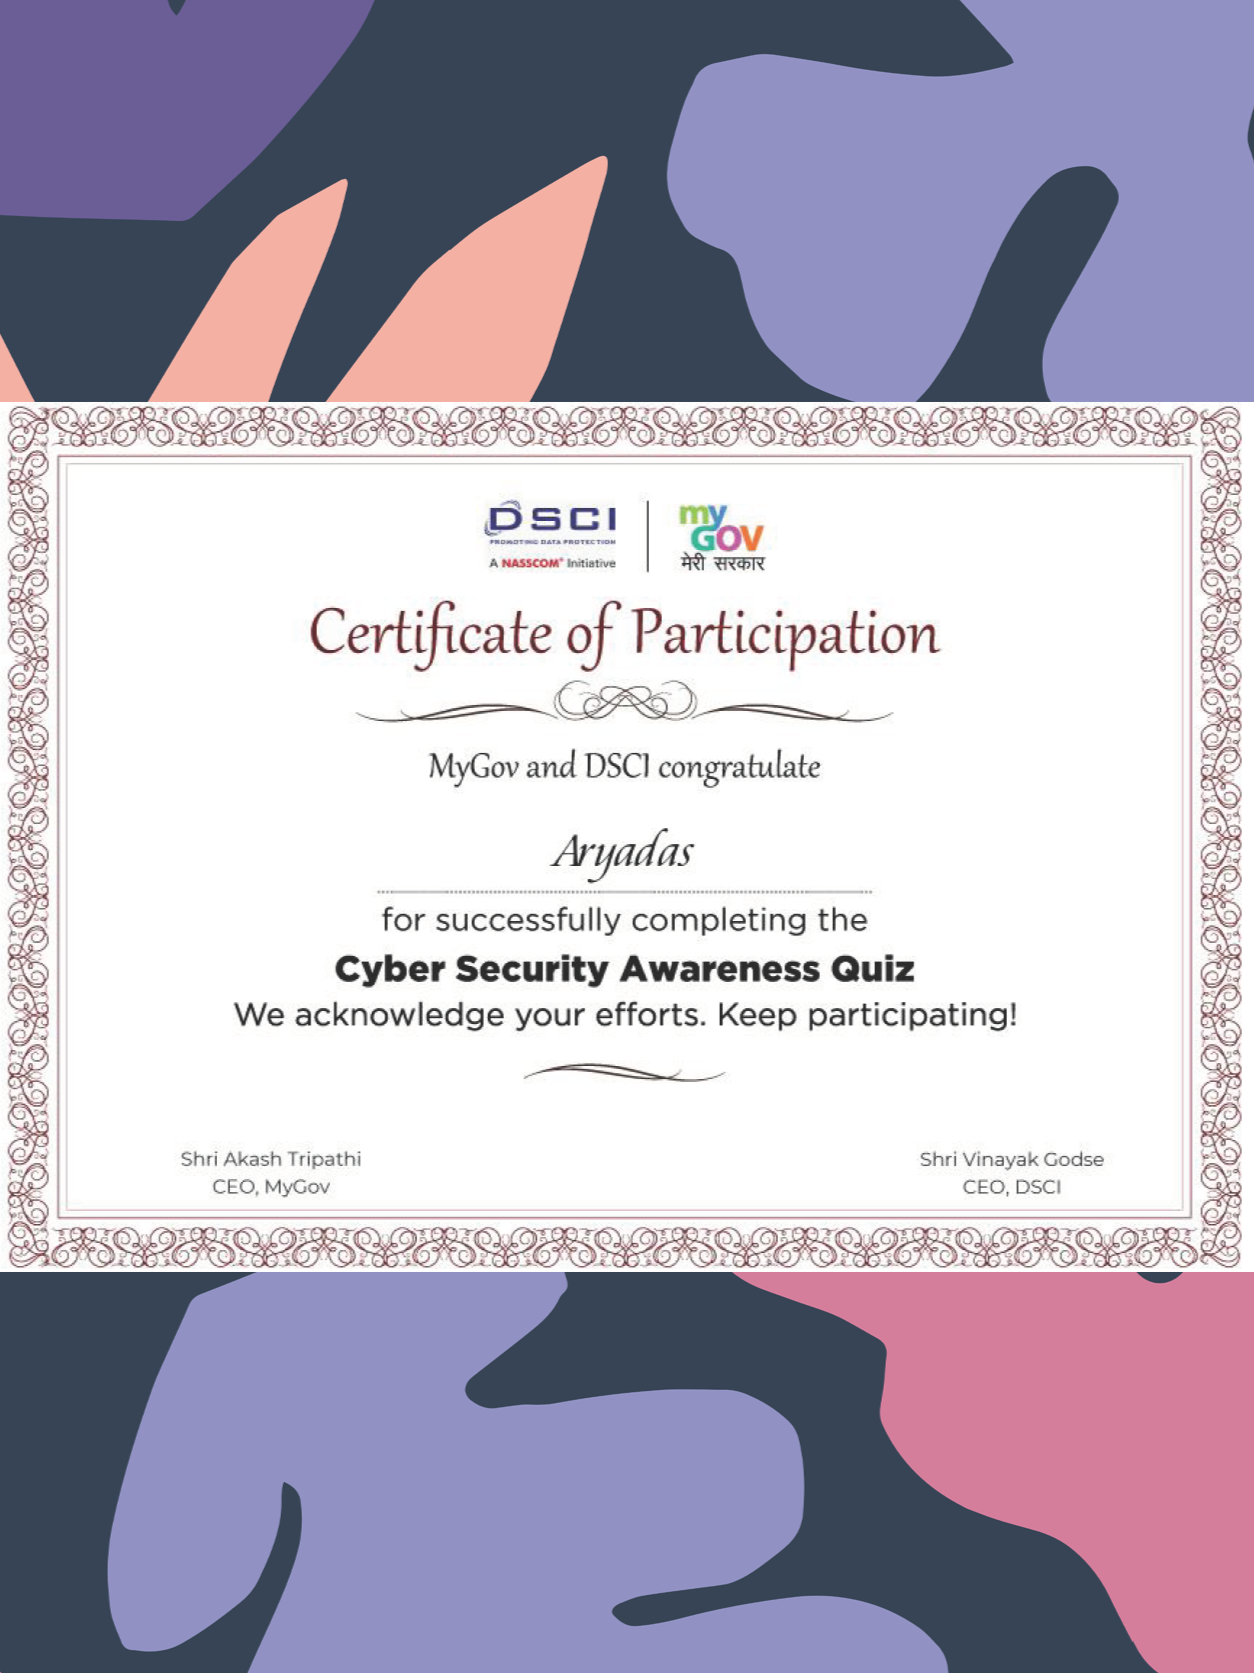 DSCI
PROMOTING DATA PROTECTION
A NASSCOM® Initiative
my
GOV
मेरी सरकार
Certificate of Participation
MyGov and DSCI congratulate
Aryadas
for successfully completing the
Cyber Security Awareness Quiz
We acknowledge your efforts. Keep participating!
Shri Akash Tripathi
CEO, MyGov
Shri Vinayak Godse
CEO, DSCI